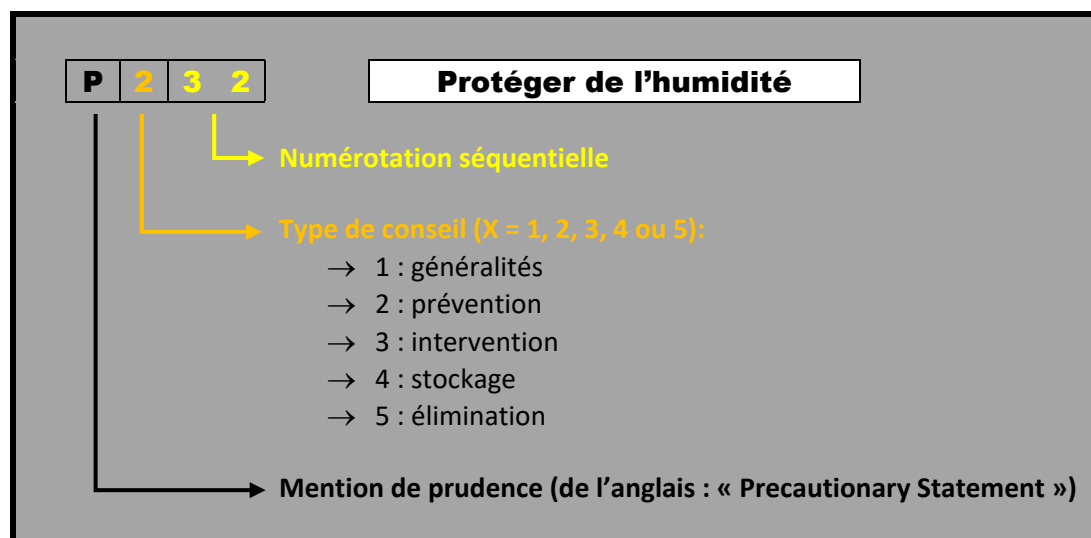 P 2 3 2 Protéger de l’humidité
Numérotation séquentielle
Type de conseil (X = 1, 2, 3, 4 ou 5):
→ 1 : généralités
→ 2 : prévention
→ 3 : intervention
→ 4 : stockage
→ 5 : élimination
Mention de prudence (de l’anglais : « Precautionary Statement »)